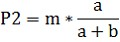 P2 = m * a / (a + b)